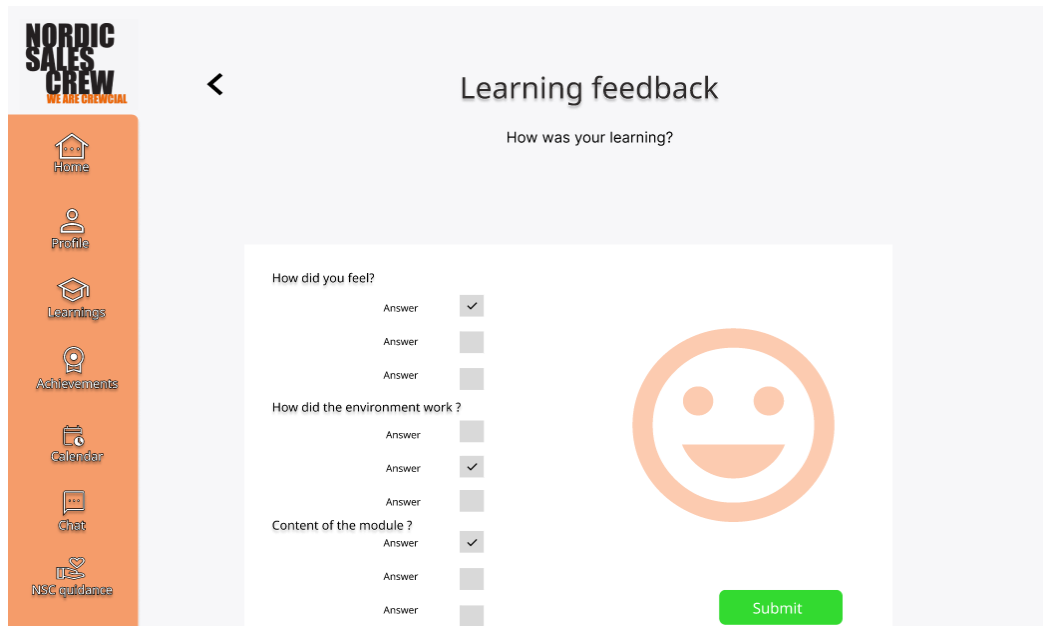 NORDIC
SALES
CREW
WE ARE CREWCIAL
Home
Profile
Learnings
Achievements
Calendar
Chat
NSC guidance
Learning feedback
How was your learning?
How did you feel?
Answer
Answer
Answer
How did the environment work ?
Answer
Answer
Answer
Content of the module ?
Answer
Answer
Answer
Submit